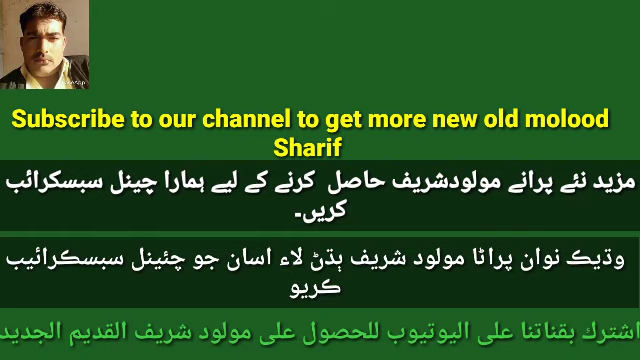 Subscribe to our channel to get more new old molood
Sharif
مزید نئے پرانے مولودشریف حاصل کرنے کے لیے ہمارا چینل سبسکرائب
کریں۔
وڌيڪ نوان پراڻا مولود شريف ٻڌڻ لاء اسان جو چئينل سبسڪرائيب
ڪريو
اشترك بقناتنا على اليوتيوب للحصول على مولود شريف القديم الجديد